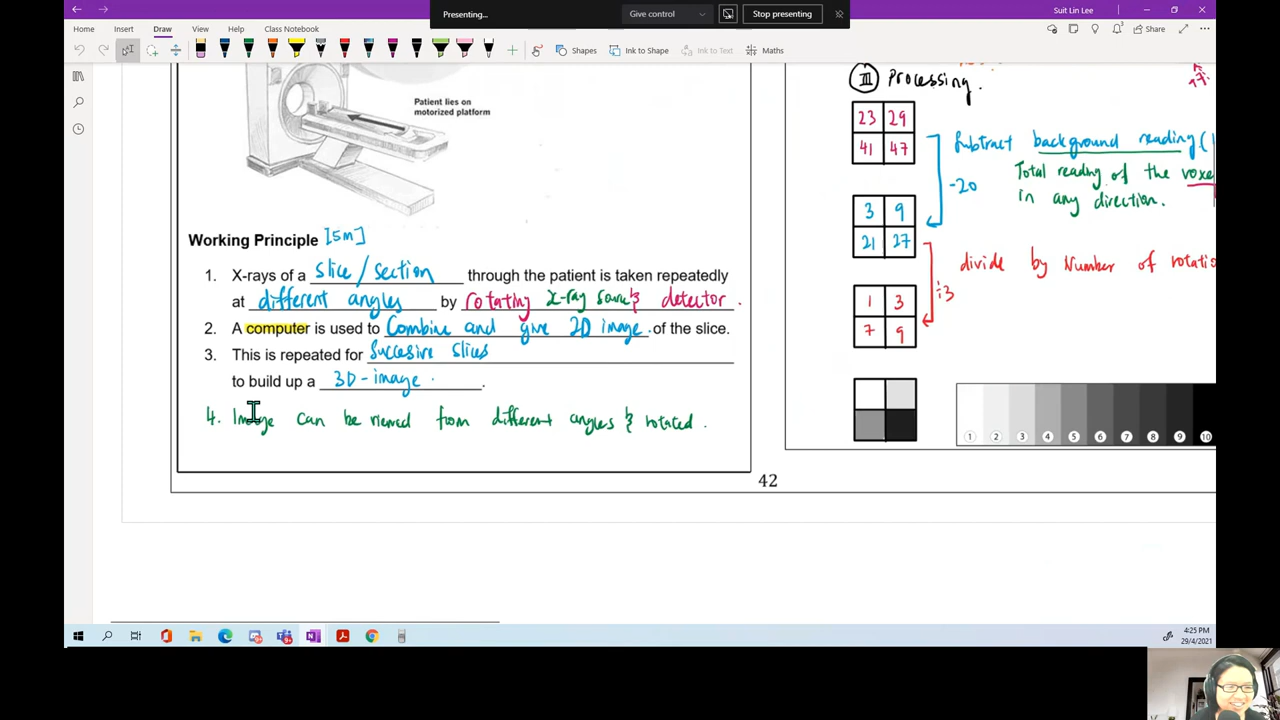 Presenting...
Give control
Stop presenting
Suit Lin Lee
Home Insert Draw View Help Class Notebook
Share
Shapes
Ink to Shape
Ink to Text
Maths
Patient lies on
motorized platform
Working Principle [5m]
1. X-rays of a slice/section through the patient is taken repeatedly
at different angles by rotating x-ray & detector.
2. A computer is used to Combine and give 2D image. of the slice.
3. This is repeated for Succesive slices
to build up a 3D-image.
4. Image can be viewed from different angles & rotated.
42
III Processing.
23 29
41 47
Subtract background reading (
-20
Total reading of the voxe
in any direction.
3 9
21 27
divide by Number of rotatio
÷3
1 3
7 9
1 2 3 4 5 6 7 8 9 10
4:25 PM
29/4/2021